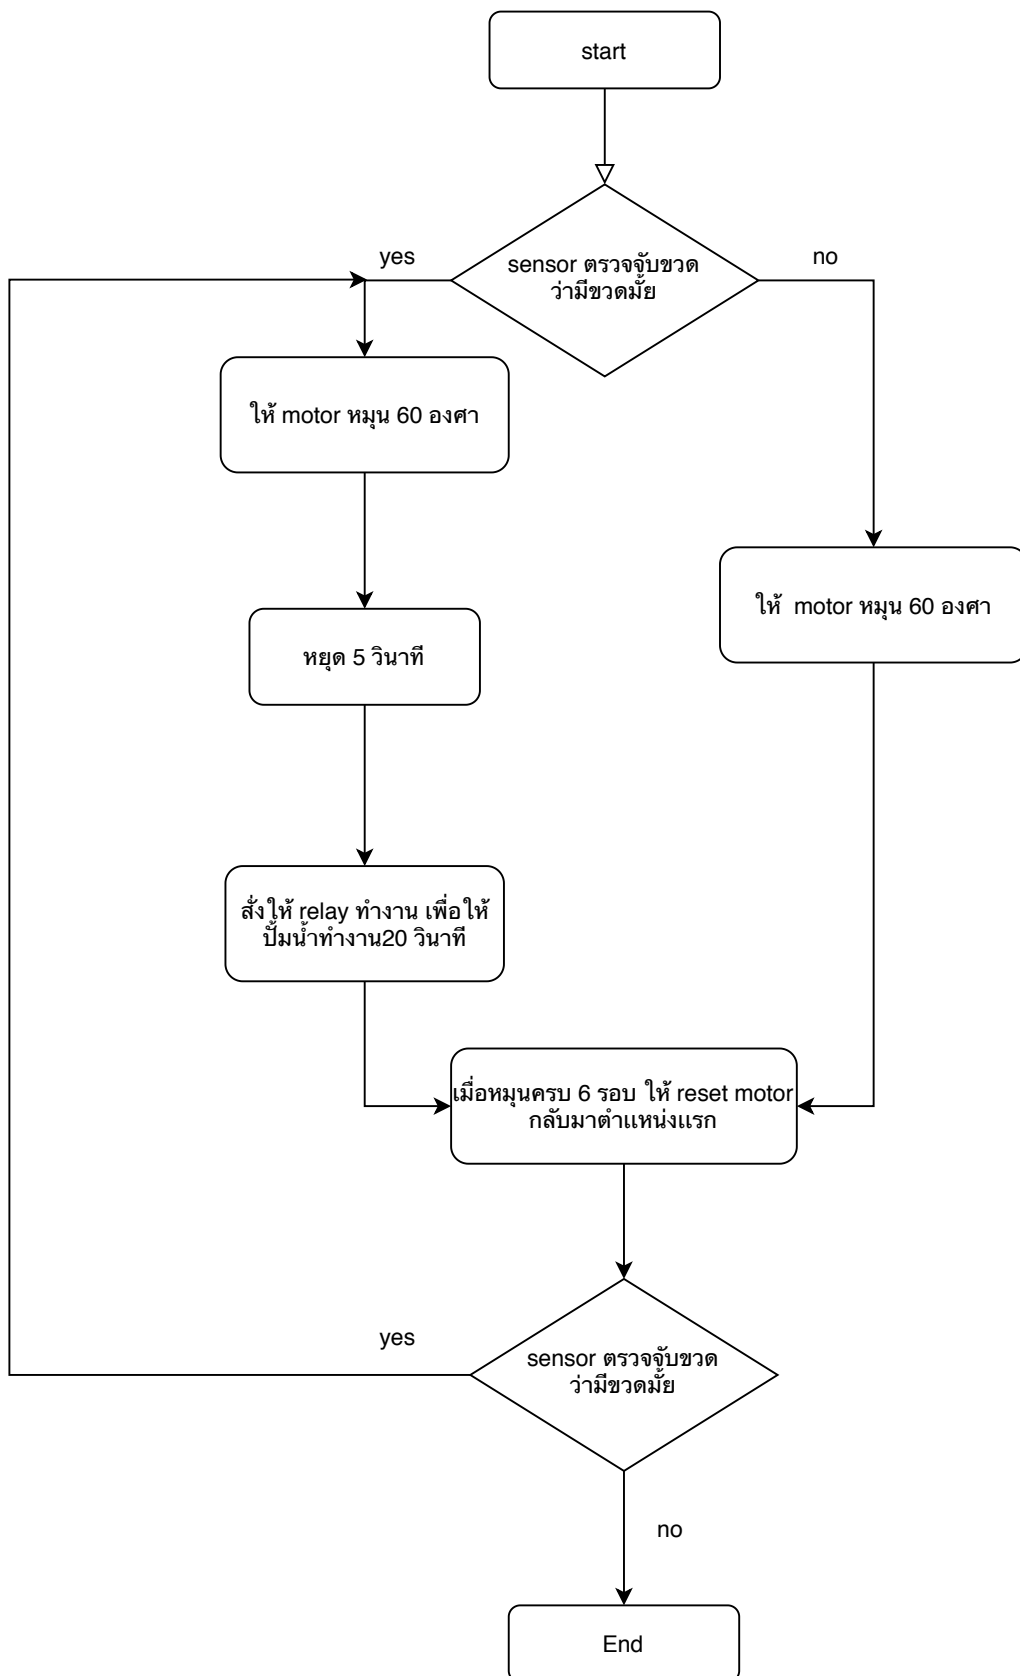 start
yes
sensor ตรวจจับขวด
ว่ามีขวดมั้ย
no
ให้ motor หมุน 60 องศา
ให้ motor หมุน 60 องศา
หยุด 5 วินาที
สั่งให้ relay ทำงาน เพื่อให้
ปั้มน้ำทำงาน20 วินาที
เมื่อหมุนครบ 6 รอบ ให้ reset motor
กลับมาตำแหน่งแรก
yes
sensor ตรวจจับขวด
ว่ามีขวดมั้ย
no
End